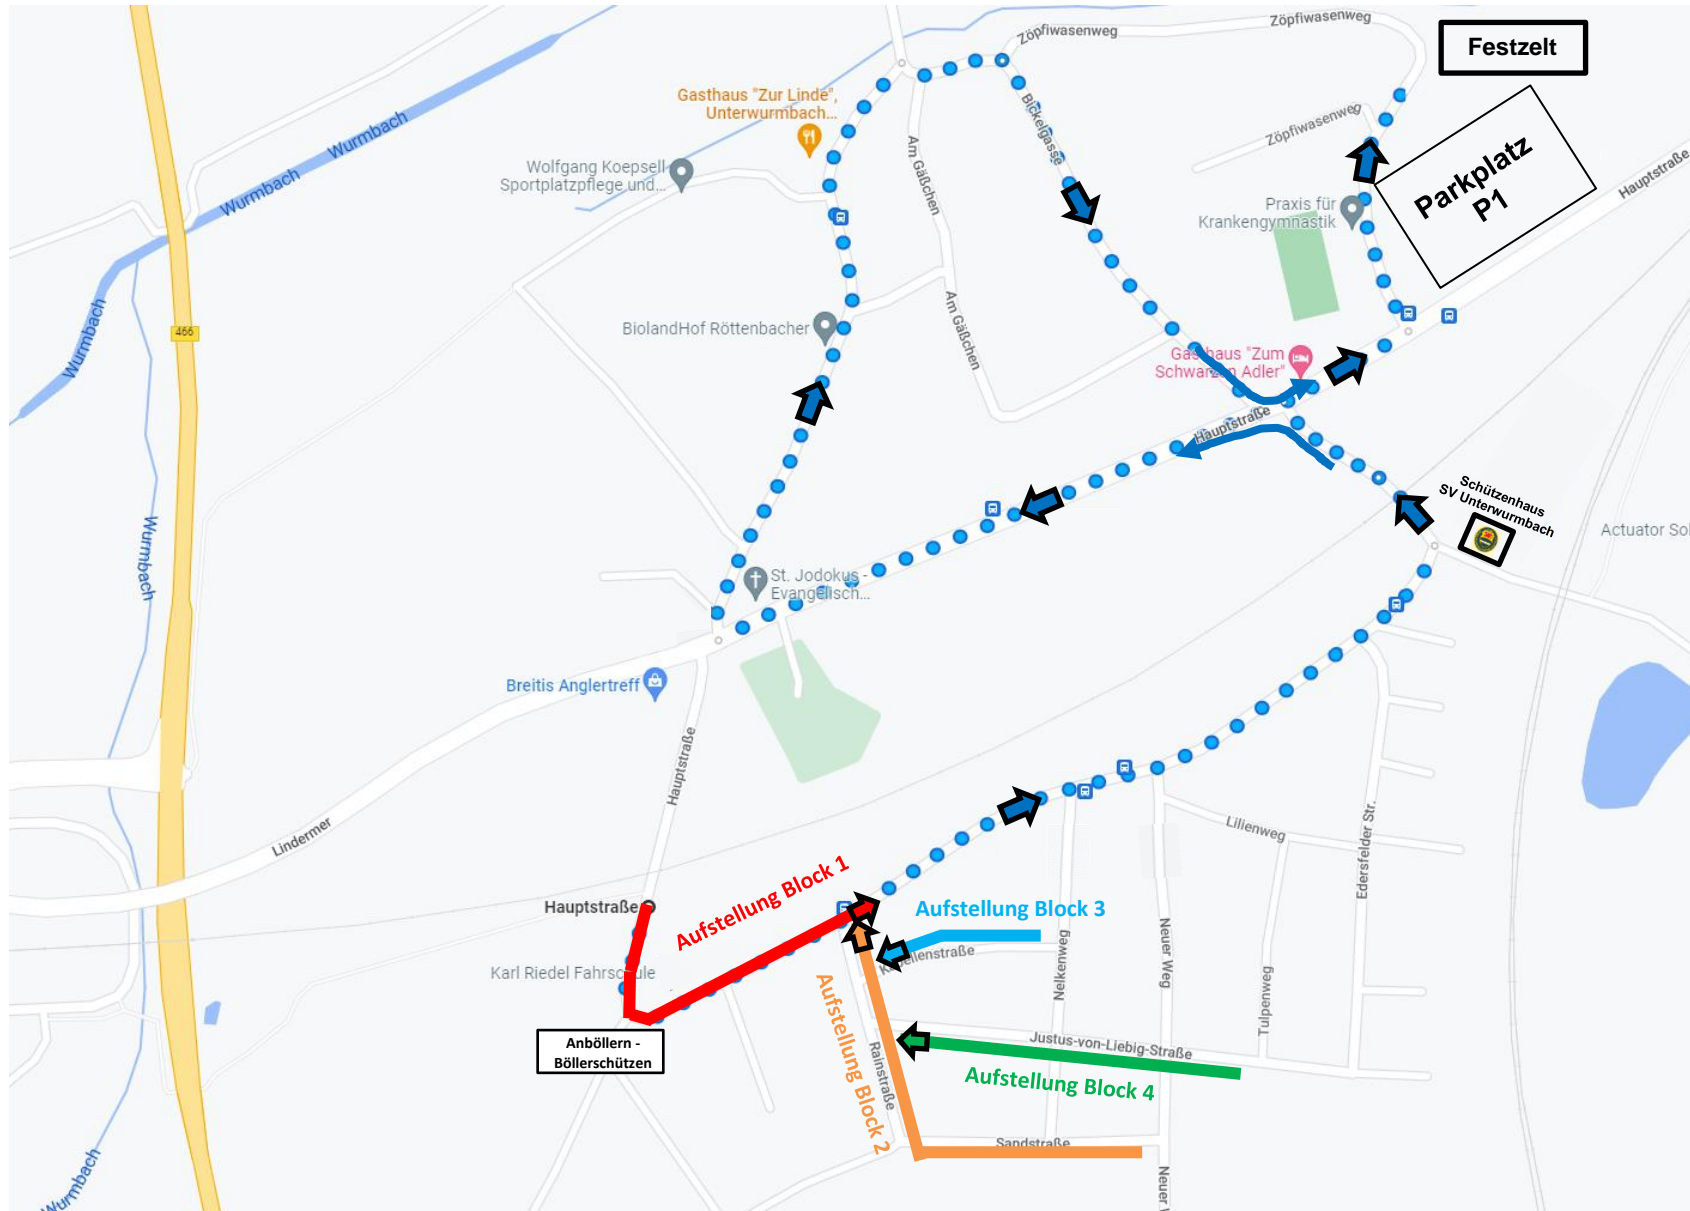 Zöpfiwasenweg
Zöpfiwasenweg
Festzelt
Gasthaus "Zur Linde",
Unterwurmbach...
Bickelgasse
Wurmbach
Am Gäßchen
Zöpfiwasenweg
Parkplatz
P1
Hauptstraße
Wolfgang Koepsell
Sportplatzpflege und...
Wurmbach
Praxis für
Krankengymnastik
Wurmbach
466
BiolandHof Röttenbacher
Am Gäßchen
Gasthaus "Zum
Schwarzen Adler"
Hauptstraße
Schützenhaus
SV Unterwurmbach
Wurmbach
Actuator Sol
St. Jodokus -
Evangelisch...
Breitis Anglertreff
Hauptstraße
Lindermer
Lilienweg
Edersfelder Str.
Aufstellung Block 1
Hauptstraße
Aufstellung Block 3
Karl Riedel Fahrschule
Kapellenstraße
Nelkenweg
Neuer Weg
Tulpenweg
Anböllern -
Böllerschützen
Aufstellung Block 2
Rainstraße
Justus-von-Liebig-Straße
Aufstellung Block 4
Sandstraße
Wurmbach
Neuer